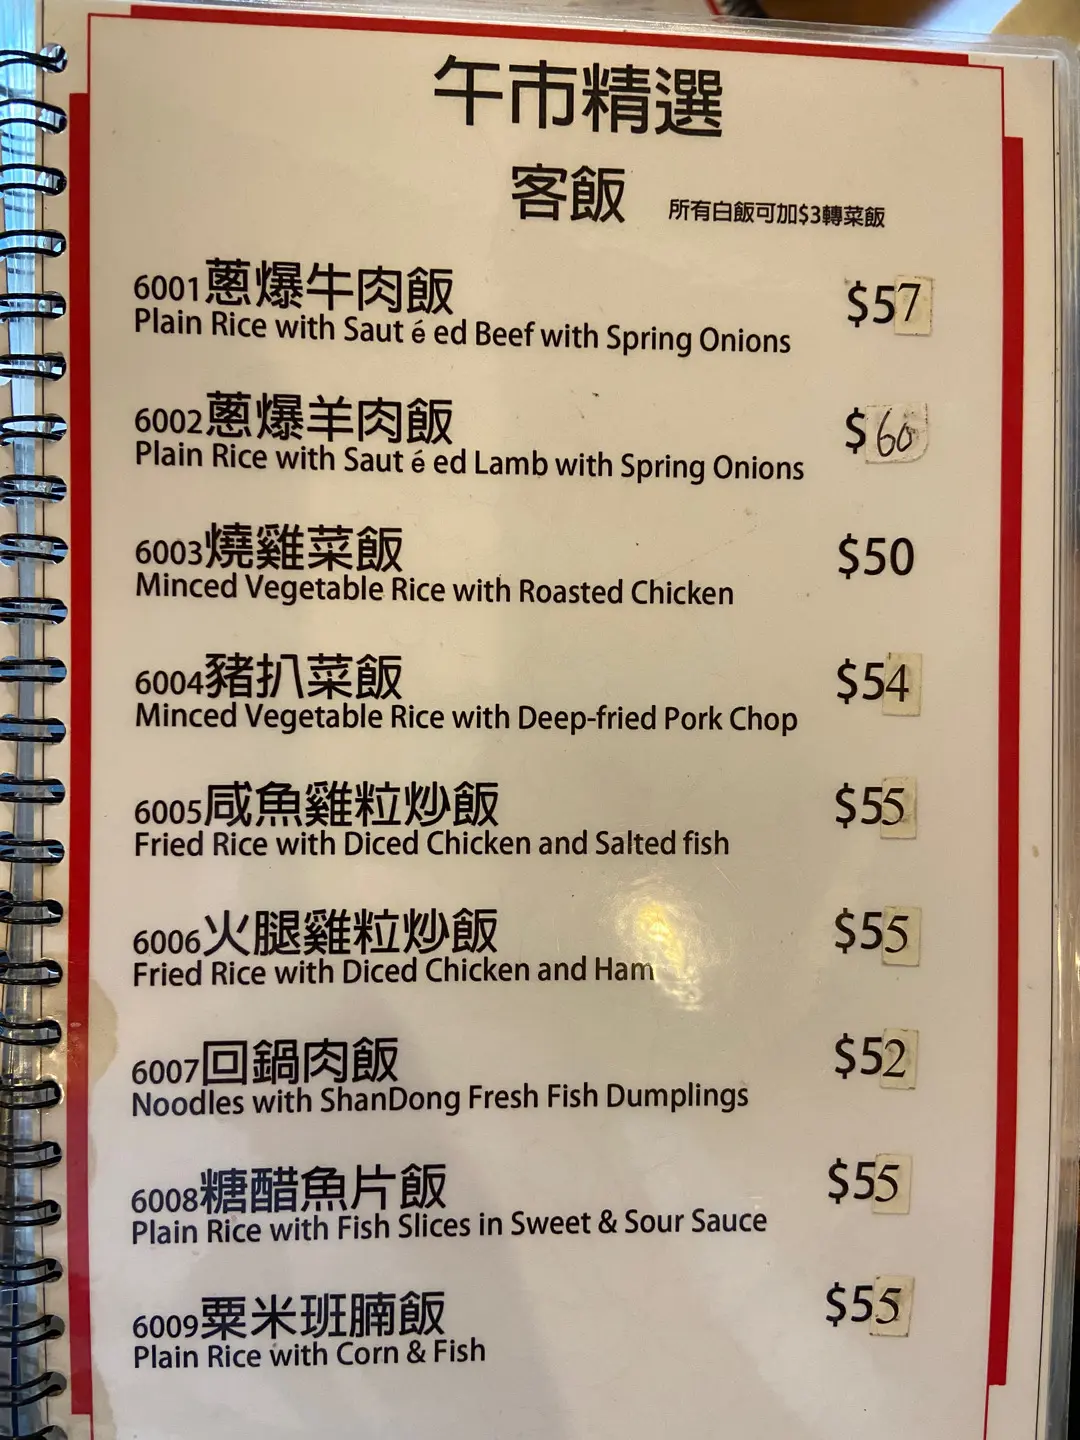 午市精選
客飯 所有白飯可加$3轉菜飯
6001蔥爆牛肉飯 $57
Plain Rice with Saut é ed Beef with Spring Onions
6002蔥爆羊肉飯 $60
Plain Rice with Saut é ed Lamb with Spring Onions
6003燒雞菜飯 $50
Minced Vegetable Rice with Roasted Chicken
6004豬扒菜飯 $54
Minced Vegetable Rice with Deep-fried Pork Chop
6005咸魚雞粒炒飯 $55
Fried Rice with Diced Chicken and Salted fish
6006火腿雞粒炒飯 $55
Fried Rice with Diced Chicken and Ham
6007回鍋肉飯 $52
Noodles with ShanDong Fresh Fish Dumplings
6008糖醋魚片飯 $55
Plain Rice with Fish Slices in Sweet & Sour Sauce
6009粟米班腩飯 $55
Plain Rice with Corn & Fish